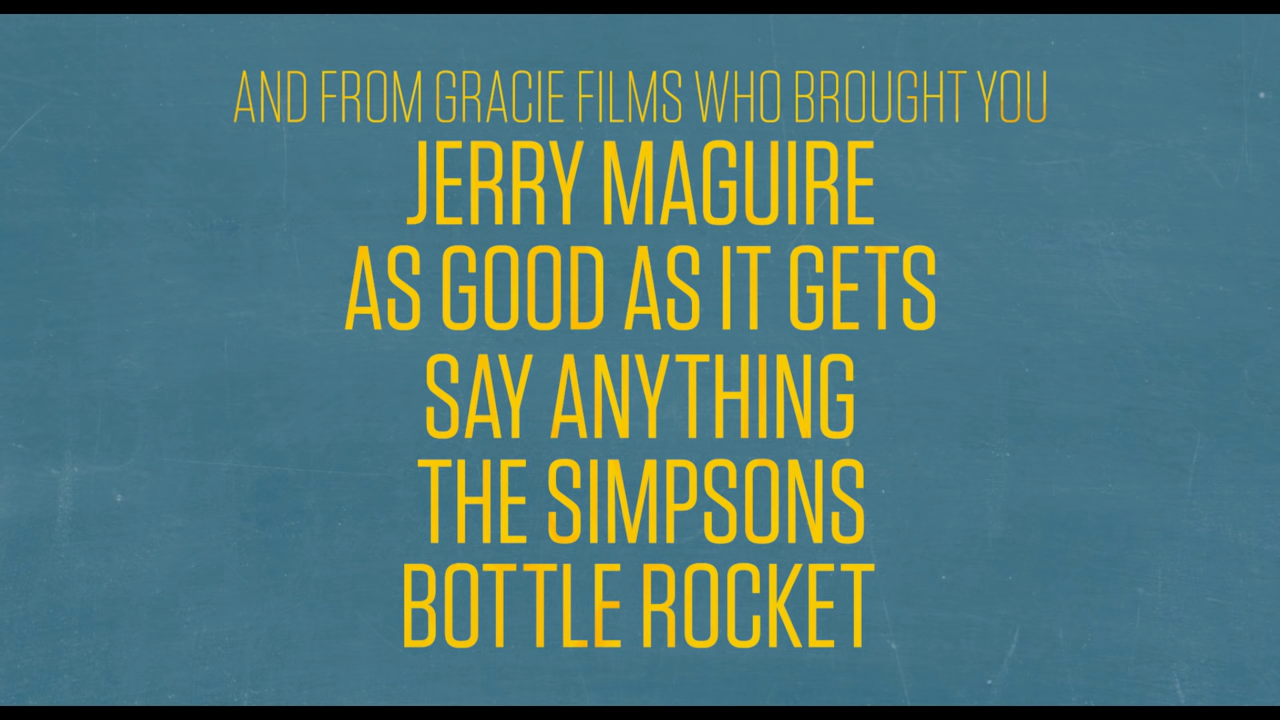 AND FROM GRACIE FILMS WHO BROUGHT YOU
JERRY MAGUIRE
AS GOOD AS IT GETS
SAY ANYTHING
THE SIMPSONS
BOTTLE ROCKET